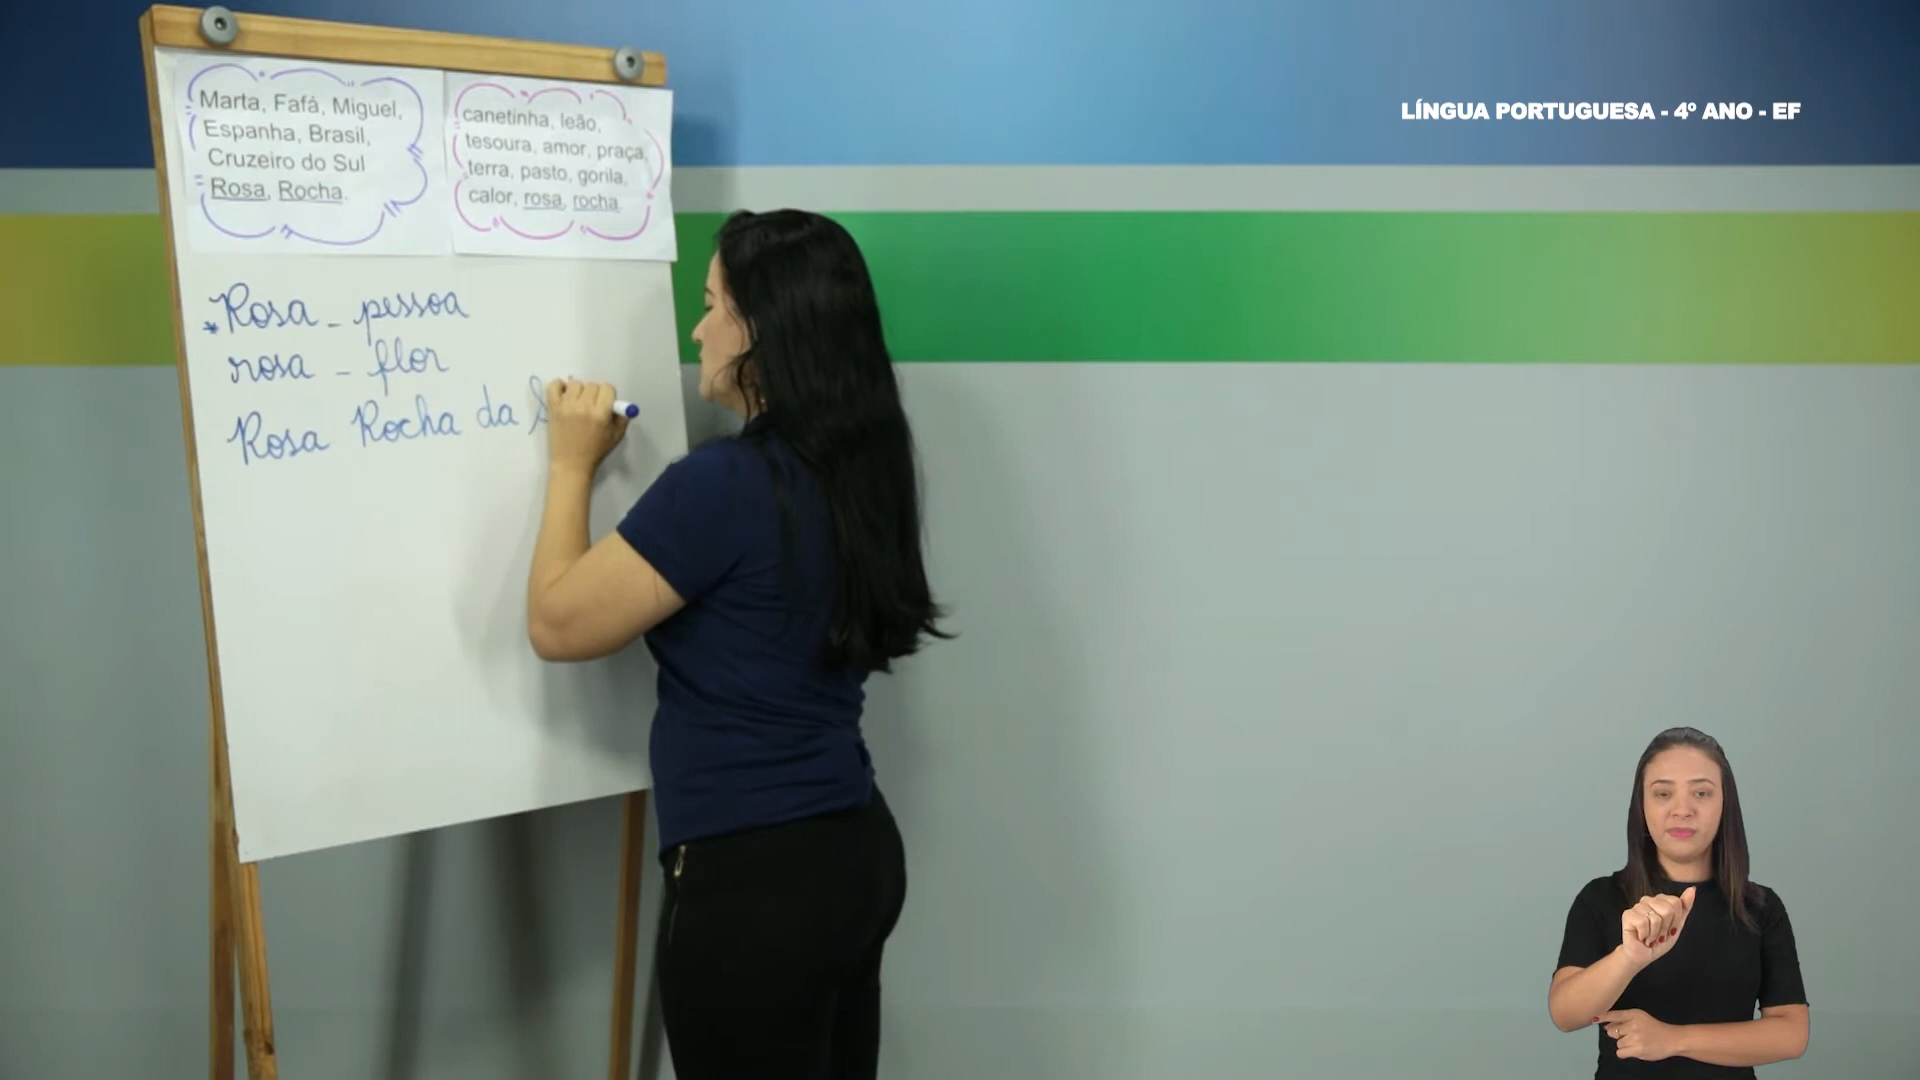 LÍNGUA PORTUGUESA - 4º ANO - EF
Marta, Fafá, Miguel,
Espanha, Brasil,
Cruzeiro do Sul
Rosa, Rocha.
canetinha, leão,
tesoura, amor, praça,
terra, pasto, gorila,
calor, rosa, rocha.
* Rosa - pessoa
rosa - flor
Rosa Rocha da